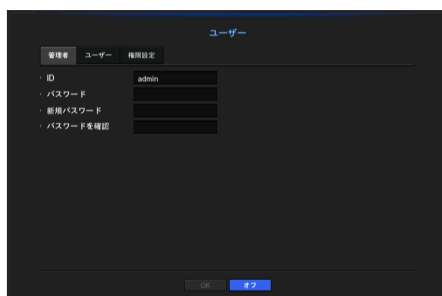 ユーザー
管理者 ユーザー 権限設定
ID admin
パスワード
新規パスワード
パスワードを確認
OK オフ